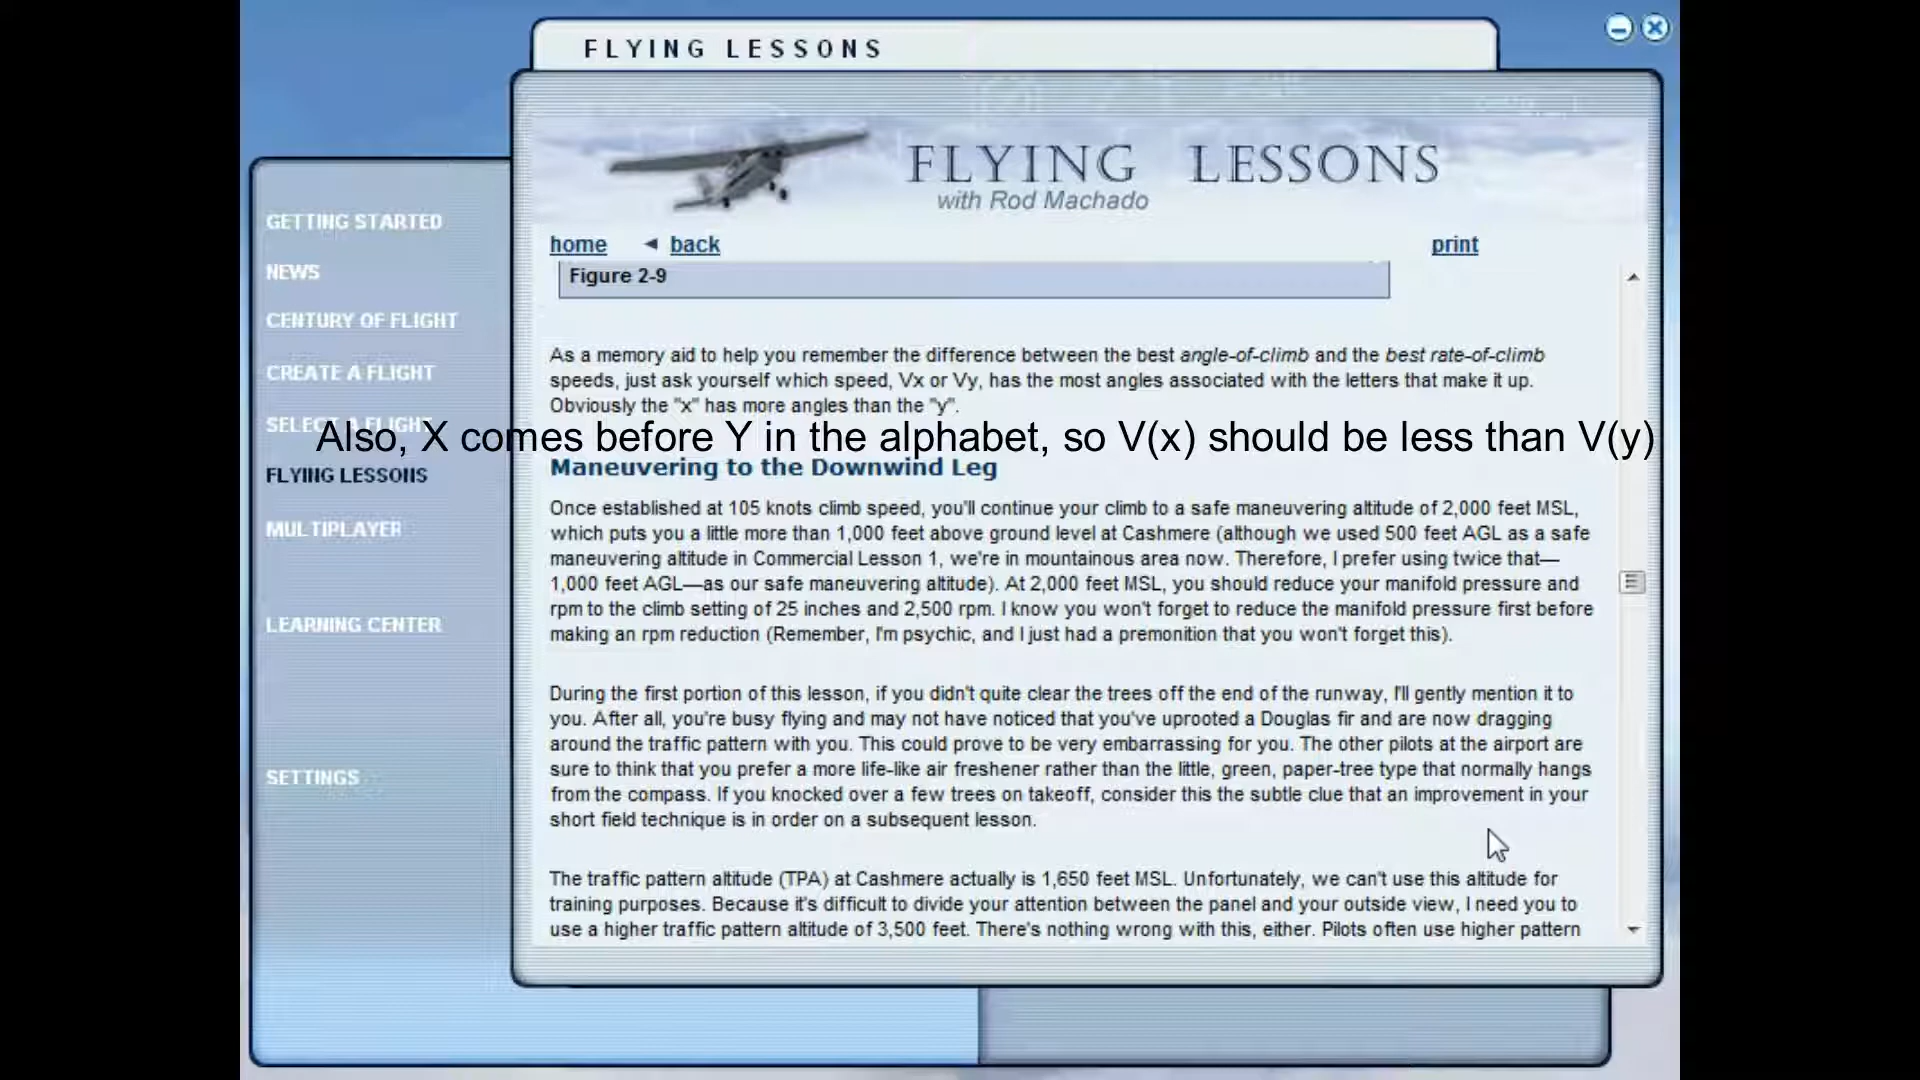 FLYING LESSONS
FLYING LESSONS
with Rod Machado
home ◄ back print
GETTING STARTED
NEWS
CENTURY OF FLIGHT
CREATE A FLIGHT
SELECT A FLIGHT
FLYING LESSONS
MULTIPLAYER
LEARNING CENTER
SETTINGS
Figure 2-9
As a memory aid to help you remember the difference between the best angle-of-climb and the best rate-of-climb
speeds, just ask yourself which speed, Vx or Vy, has the most angles associated with the letters that make it up.
Obviously the "x" has more angles than the "y".
Also, X comes before Y in the alphabet, so V(x) should be less than V(y)
Maneuvering to the Downwind Leg
Once established at 105 knots climb speed, you'll continue your climb to a safe maneuvering altitude of 2,000 feet MSL,
which puts you a little more than 1,000 feet above ground level at Cashmere (although we used 500 feet AGL as a safe
maneuvering altitude in Commercial Lesson 1, we're in mountainous area now. Therefore, I prefer using twice that—
1,000 feet AGL—as our safe maneuvering altitude). At 2,000 feet MSL, you should reduce your manifold pressure and
rpm to the climb setting of 25 inches and 2,500 rpm. I know you won't forget to reduce the manifold pressure first before
making an rpm reduction (Remember, I'm psychic, and I just had a premonition that you won't forget this).
During the first portion of this lesson, if you didn't quite clear the trees off the end of the runway, I'll gently mention it to
you. After all, you're busy flying and may not have noticed that you've uprooted a Douglas fir and are now dragging
around the traffic pattern with you. This could prove to be very embarrassing for you. The other pilots at the airport are
sure to think that you prefer a more life-like air freshener rather than the little, green, paper-tree type that normally hangs
from the compass. If you knocked over a few trees on takeoff, consider this the subtle clue that an improvement in your
short field technique is in order on a subsequent lesson.
The traffic pattern altitude (TPA) at Cashmere actually is 1,650 feet MSL. Unfortunately, we can't use this altitude for
training purposes. Because it's difficult to divide your attention between the panel and your outside view, I need you to
use a higher traffic pattern altitude of 3,500 feet. There's nothing wrong with this, either. Pilots often use higher pattern